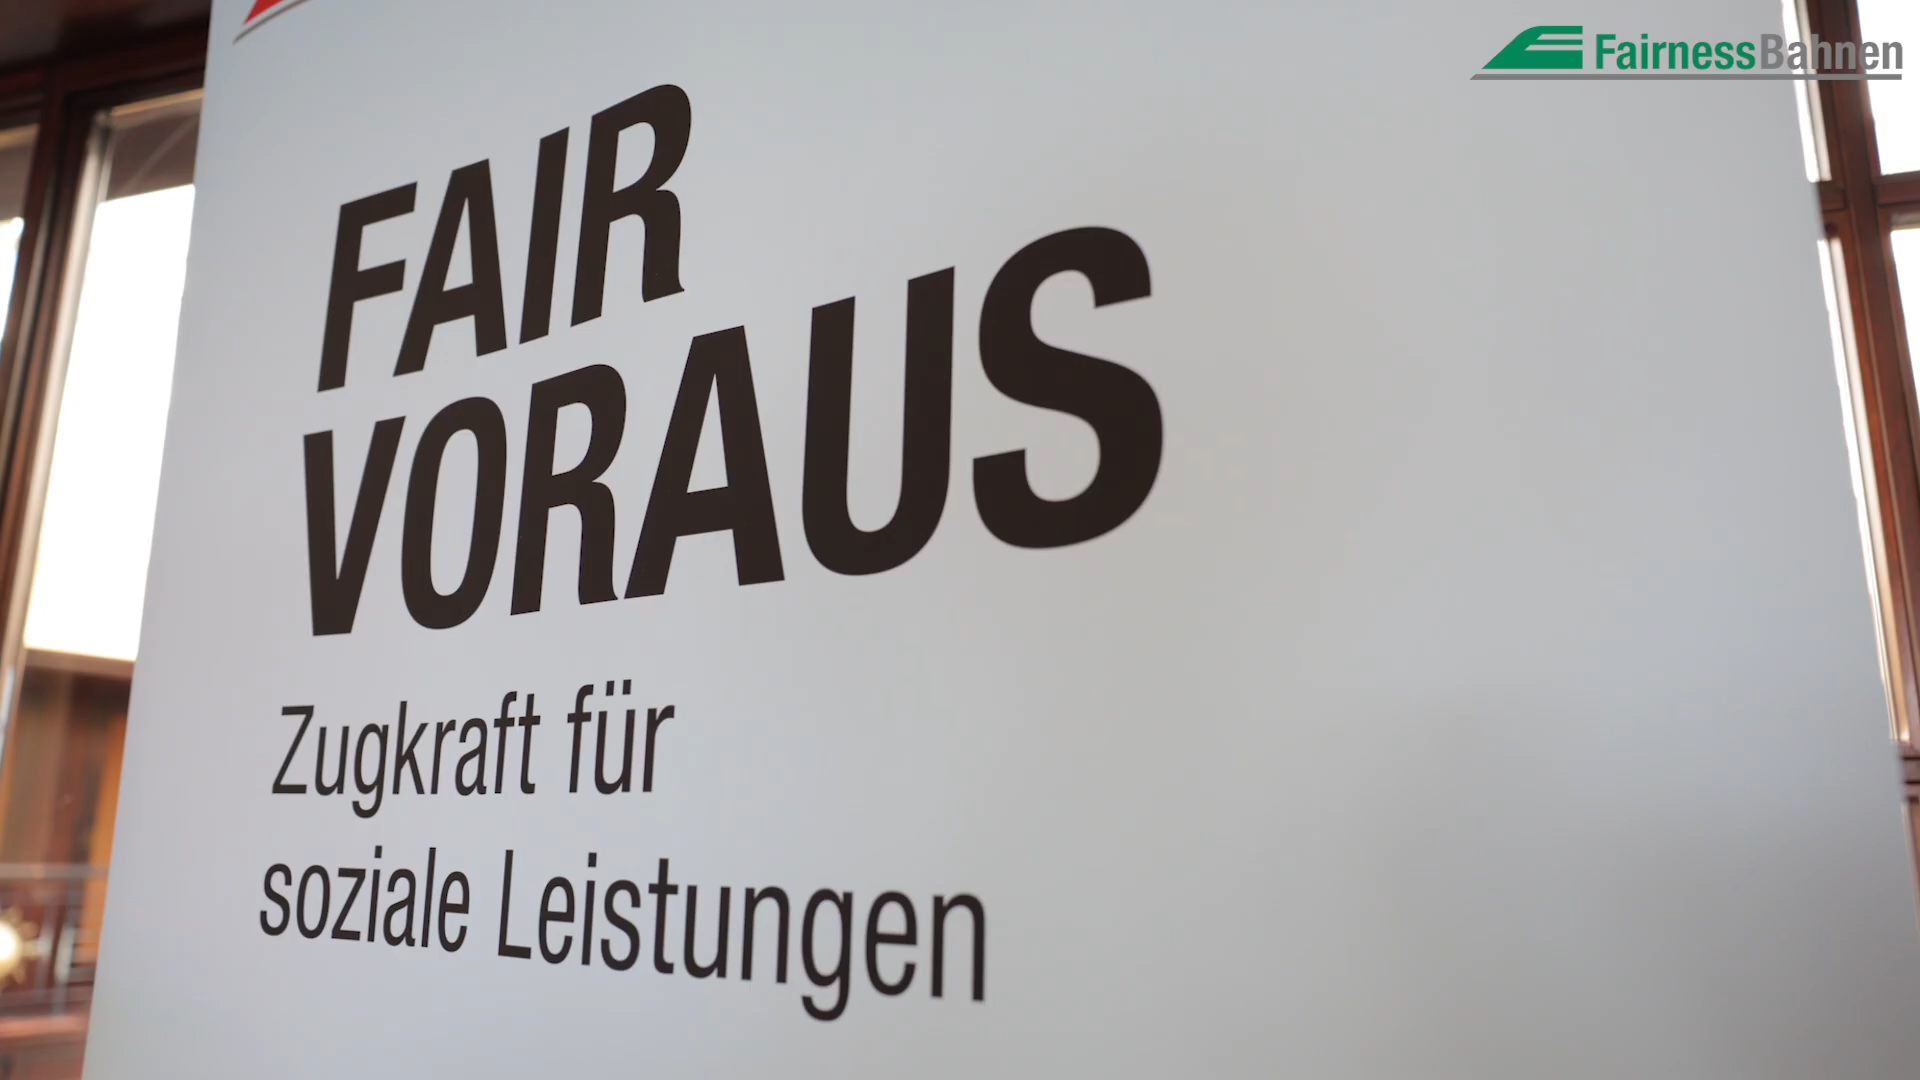 FairnessBahnen
FAIR
VORAUS
Zugkraft für
soziale Leistungen